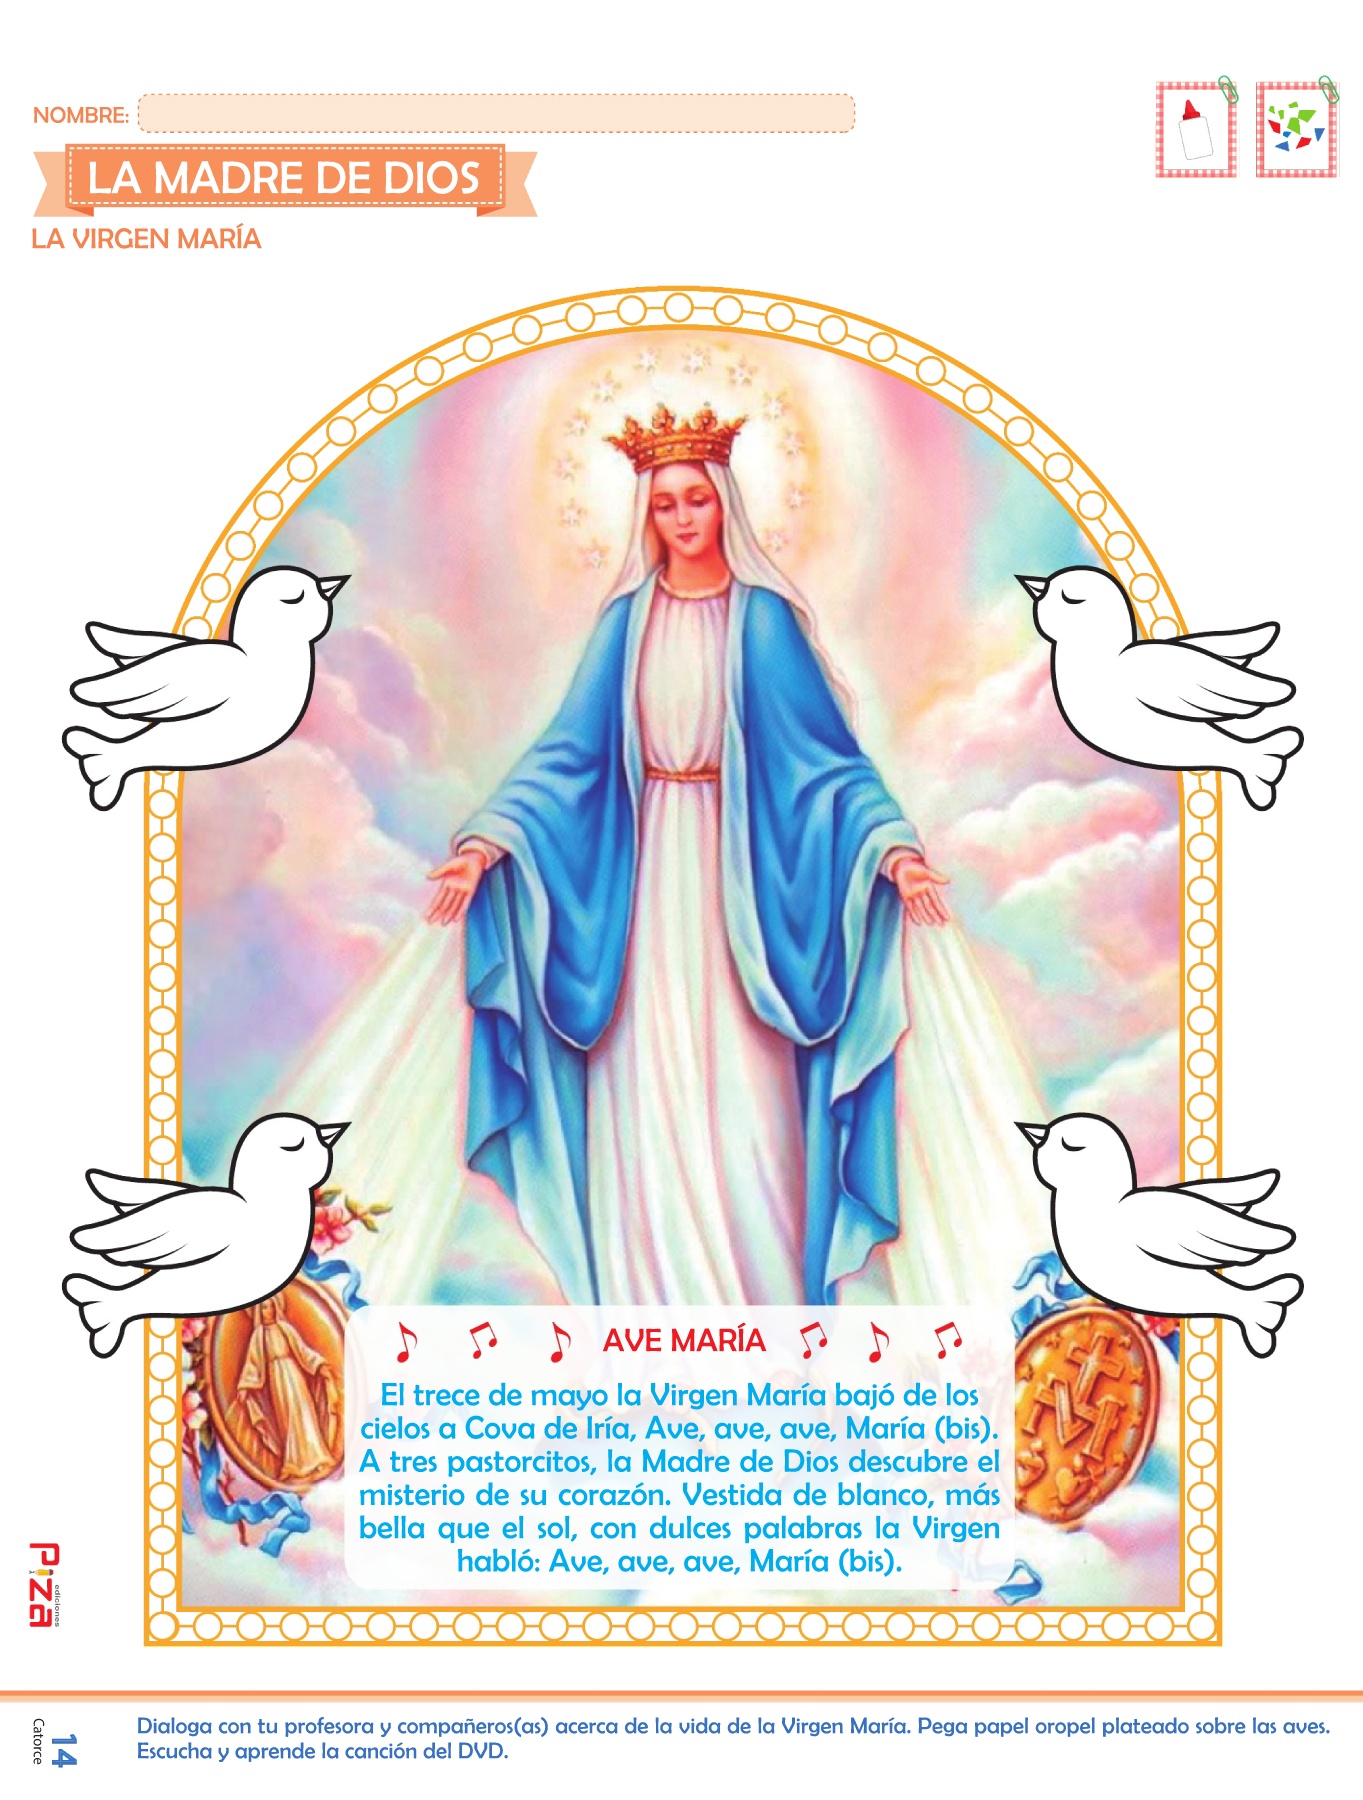 NOMBRE:
LA MADRE DE DIOS
LA VIRGEN MARÍA
AVE MARÍA
El trece de mayo la Virgen María bajó de los
cielos a Cova de Iría, Ave, ave, ave, María (bis).
A tres pastorcitos, la Madre de Dios descubre el
misterio de su corazón. Vestida de blanco, más
bella que el sol, con dulces palabras la Virgen
habló: Ave, ave, ave, María (bis).
Piza
ediciones
14
Catorce
Dialoga con tu profesora y compañeros(as) acerca de la vida de la Virgen María. Pega papel oropel plateado sobre las aves.
Escucha y aprende la canción del DVD.